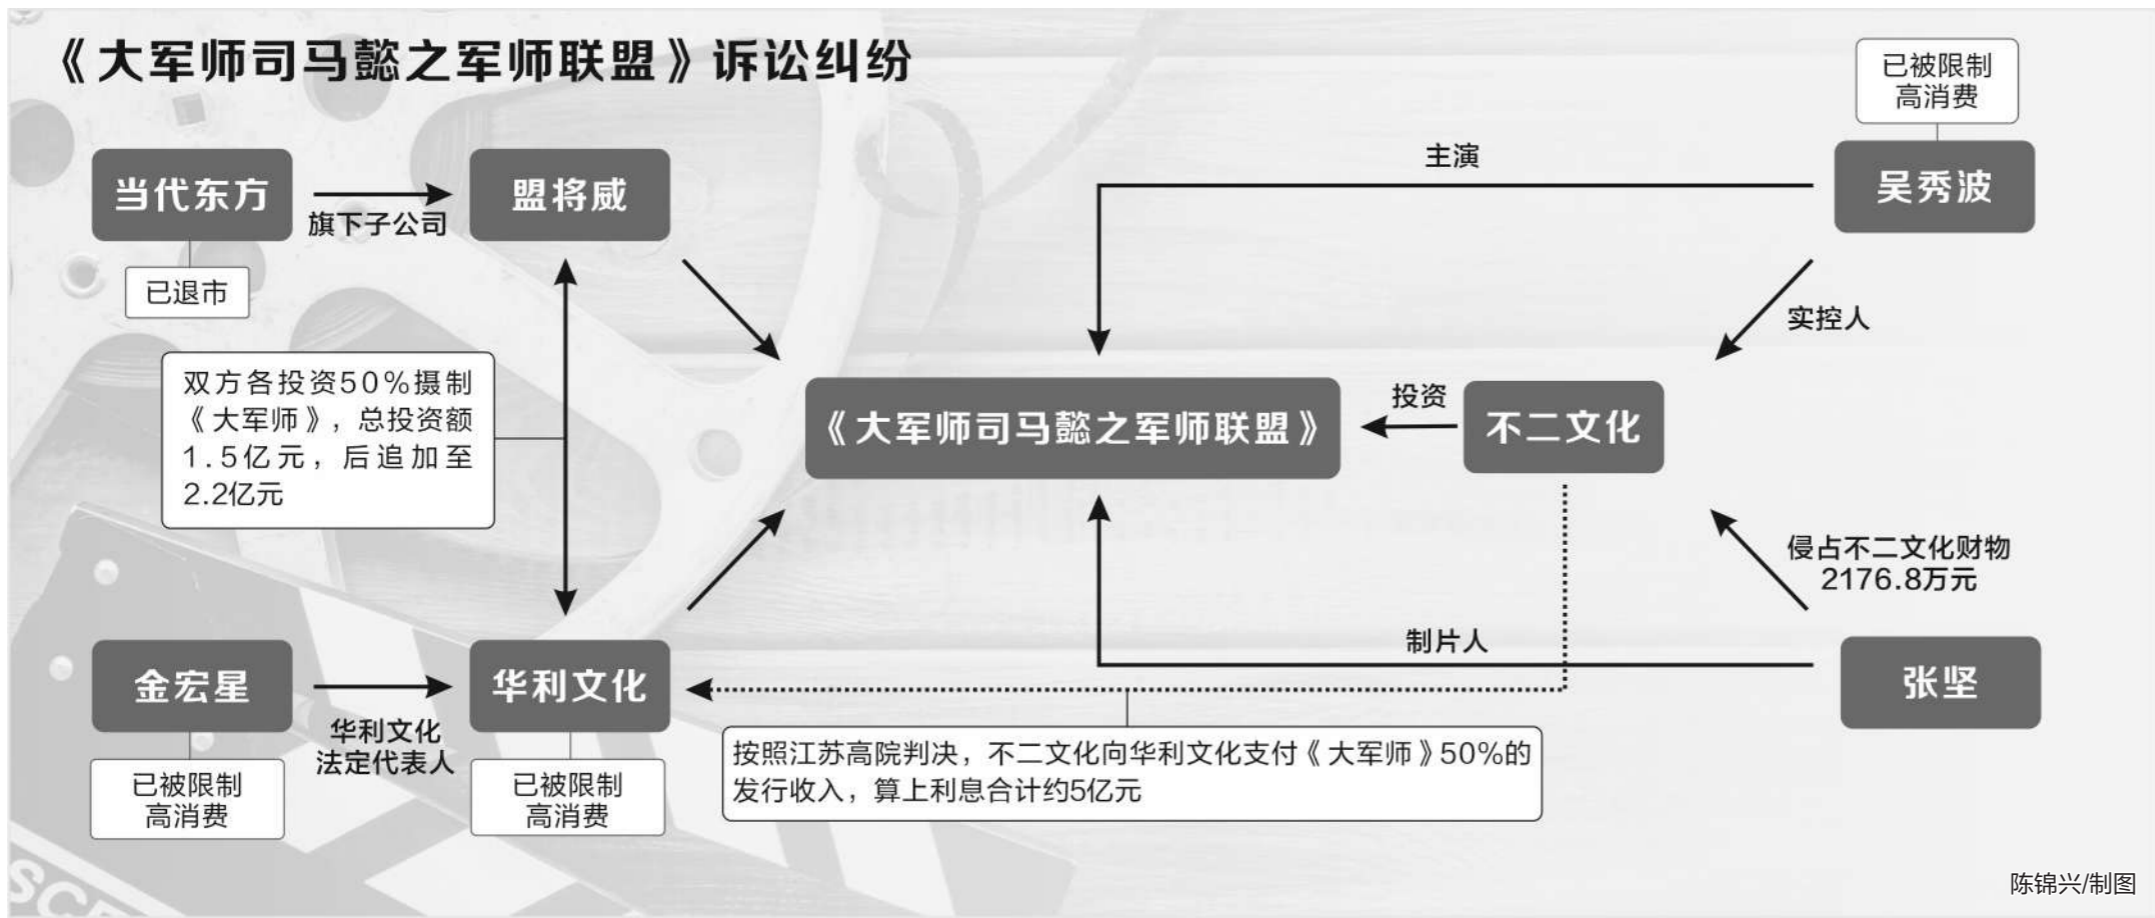 《大军师司马懿之军师联盟》诉讼纠纷
已被限制
高消费
主演
吴秀波
当代东方
旗下子公司
盟将威
已退市
实控人
双方各投资50%摄制
《大军师》，总投资额
1.5亿元，后追加至
2.2亿元
《大军师司马懿之军师联盟》
投资
不二文化
侵占不二文化财物
2176.8万元
制片人
张坚
金宏星
华利文化
法定代表人
华利文化
已被限制
高消费
已被限制
高消费
按照江苏高院判决，不二文化向华利文化支付《大军师》50%的
发行收入，算上利息合计约5亿元
陈锦兴/制图